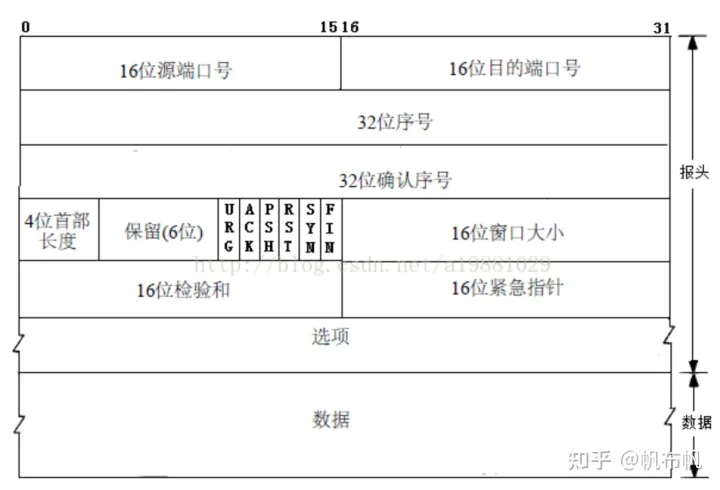 0 15 16 31
16位源端口号 16位目的端口号
32位序号
32位确认序号
报头
4位首部
长度
保留(6位)
URG
ACK
PSH
RST
SYN
FIN
16位窗口大小
http://blog.csdn.net/a19881029
16位检验和 16位紧急指针
选项
数据
数据
知乎 @帆布帆